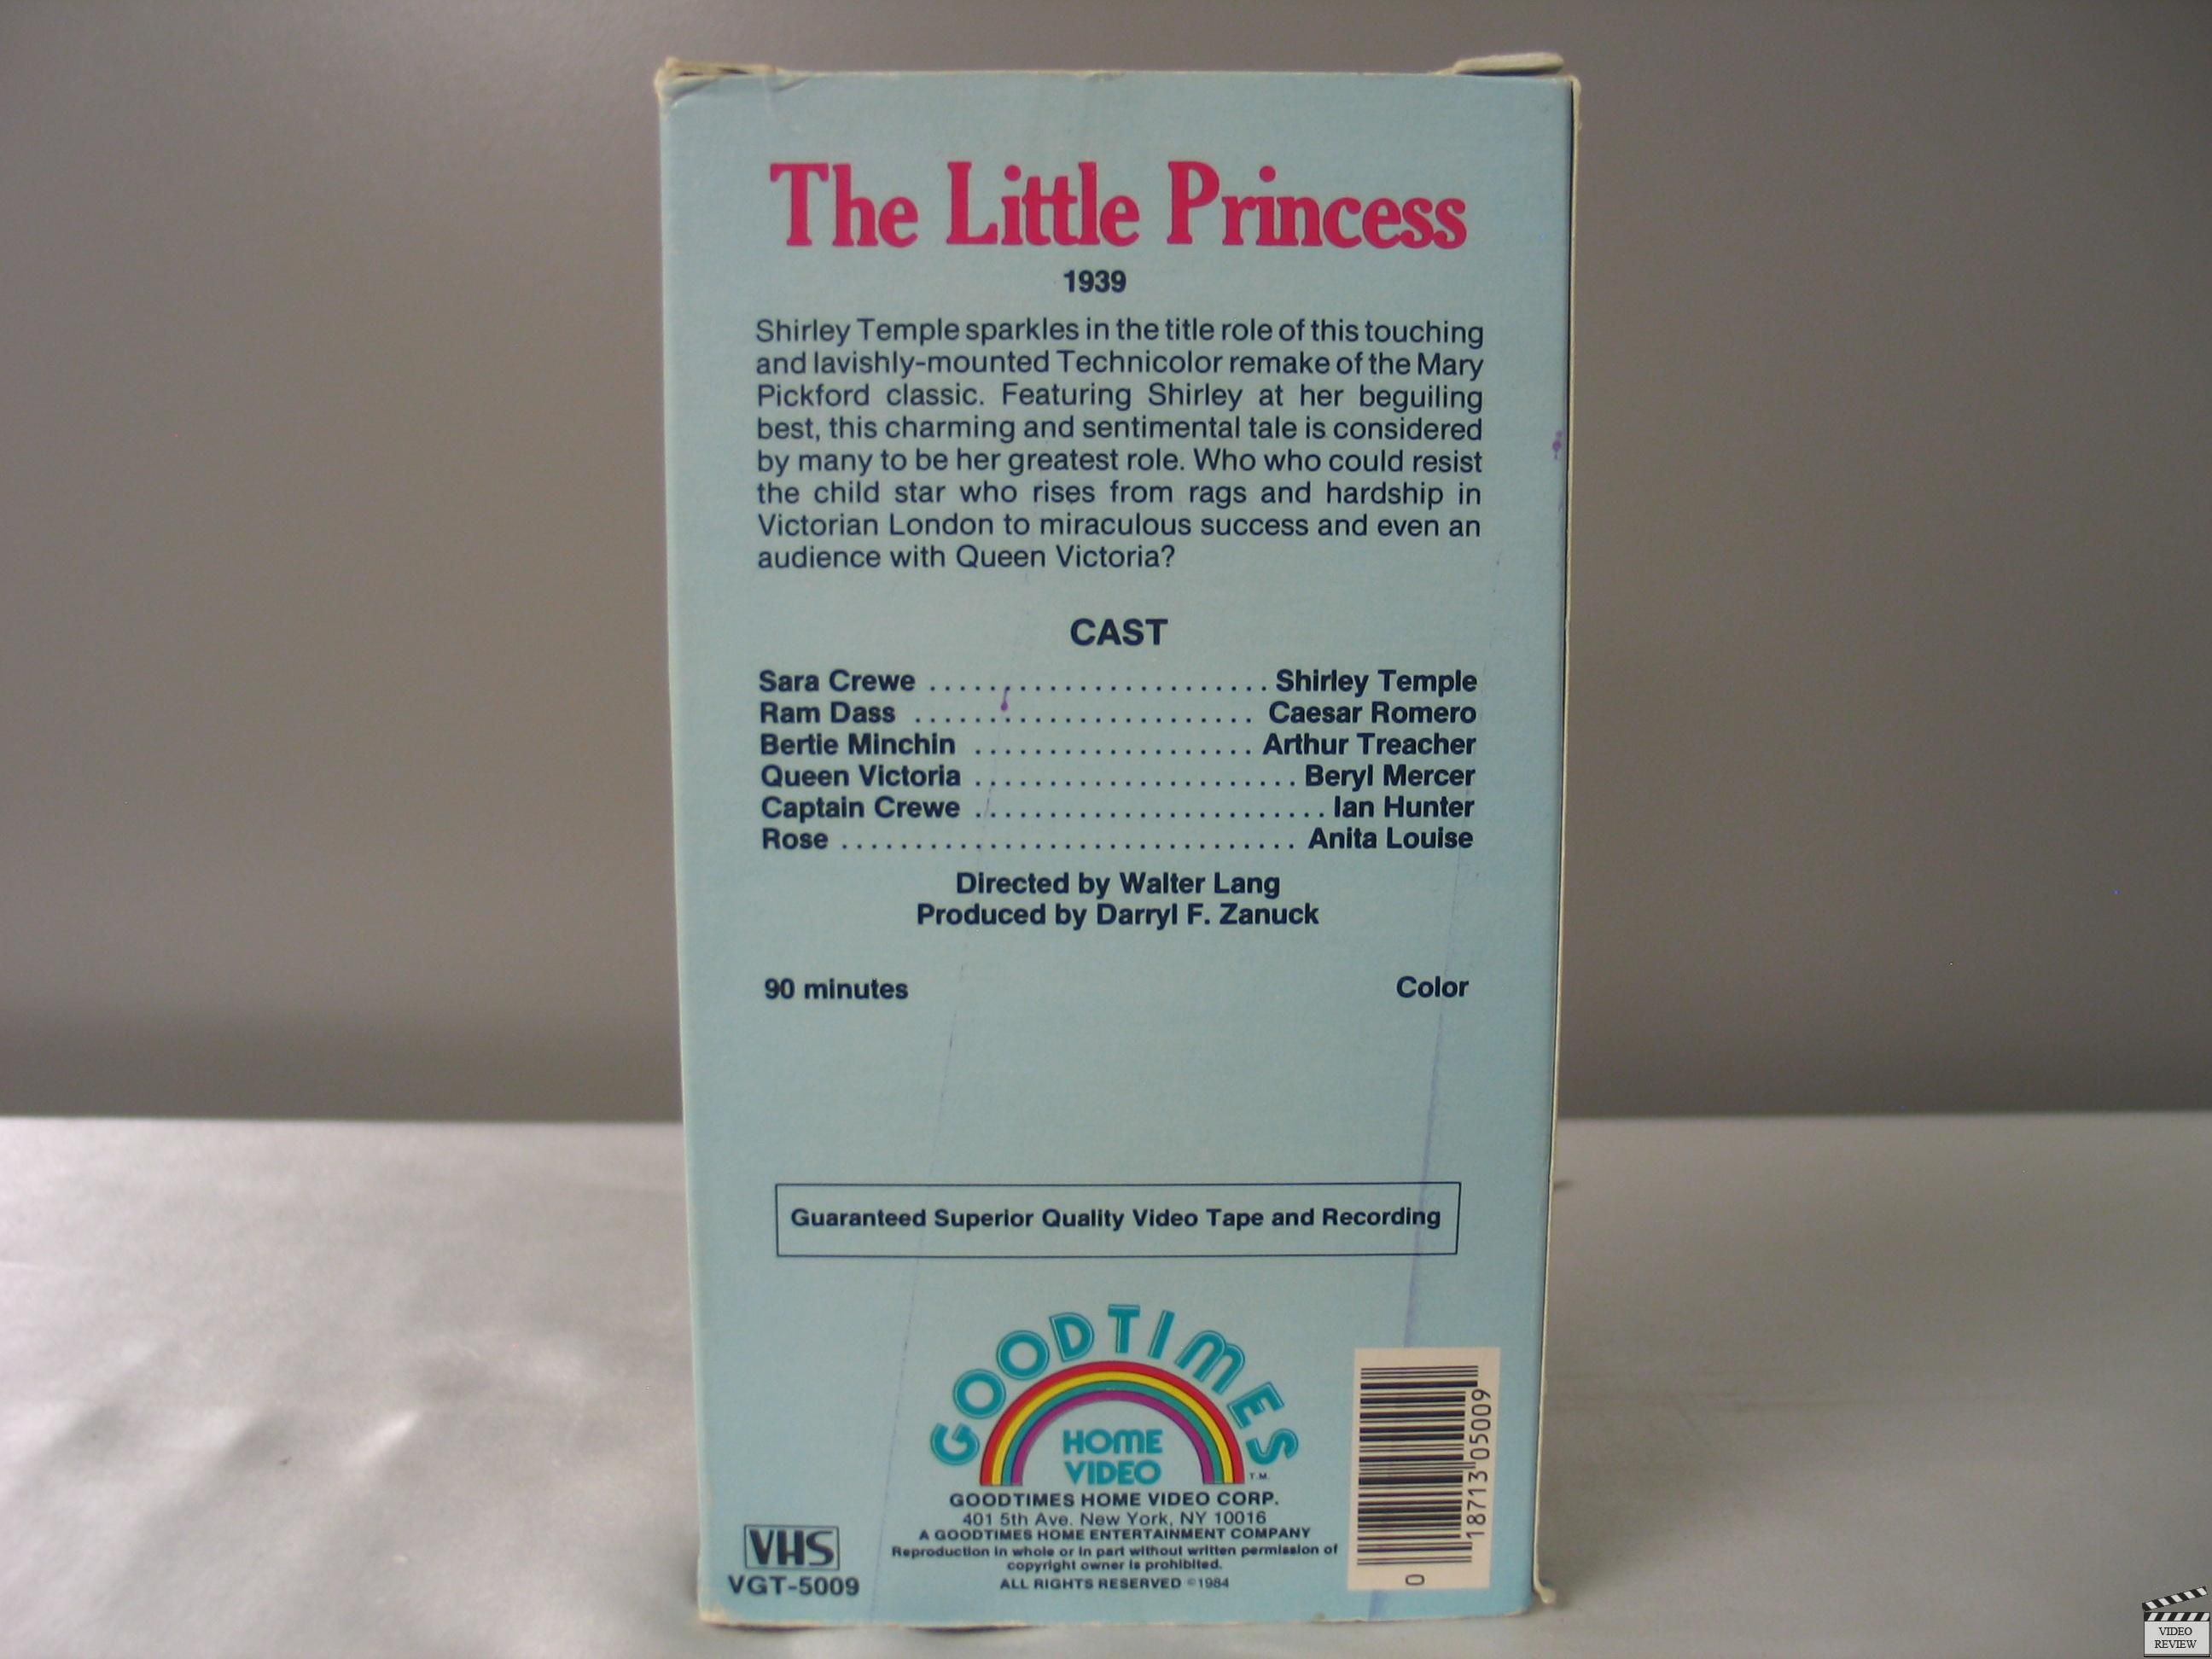 The Little Princess
1939
Shirley Temple sparkles in the title role of this touching
and lavishly-mounted Technicolor remake of the Mary
Pickford classic. Featuring Shirley at her beguiling
best, this charming and sentimental tale is considered
by many to be her greatest role. Who who could resist
the child star who rises from rags and hardship in
Victorian London to miraculous success and even an
audience with Queen Victoria?
CAST
Sara Crewe ....................... Shirley Temple
Ram Dass ....................... Caesar Romero
Bertie Minchin ................... Arthur Treacher
Queen Victoria ...................... Beryl Mercer
Captain Crewe ........................ Ian Hunter
Rose ............................... Anita Louise
Directed by Walter Lang
Produced by Darryl F. Zanuck
90 minutes Color
Guaranteed Superior Quality Video Tape and Recording
GOODTIMES
HOME
VIDEO
T.M.
GOODTIMES HOME VIDEO CORP.
401 5th Ave. New York, NY 10016
A GOODTIMES HOME ENTERTAINMENT COMPANY
Reproduction in whole or in part without written permission of
copyright owner is prohibited.
ALL RIGHTS RESERVED ©1984
VHS
VGT-5009
0 18713 05009
VIDEO
REVIEW